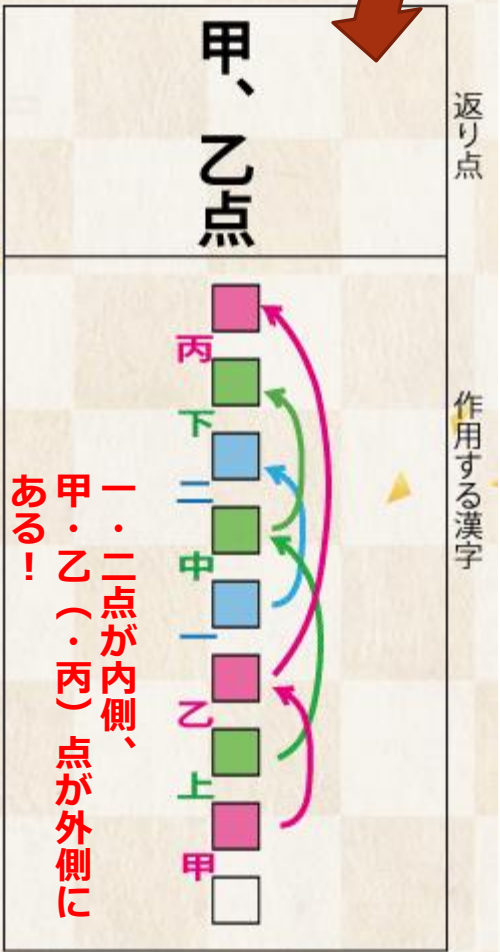 返り点
作用する漢字
甲、乙点
丙
下
二
中
一
乙
上
甲
一・二点が内側、
甲・乙（・丙）点が外側に
ある！